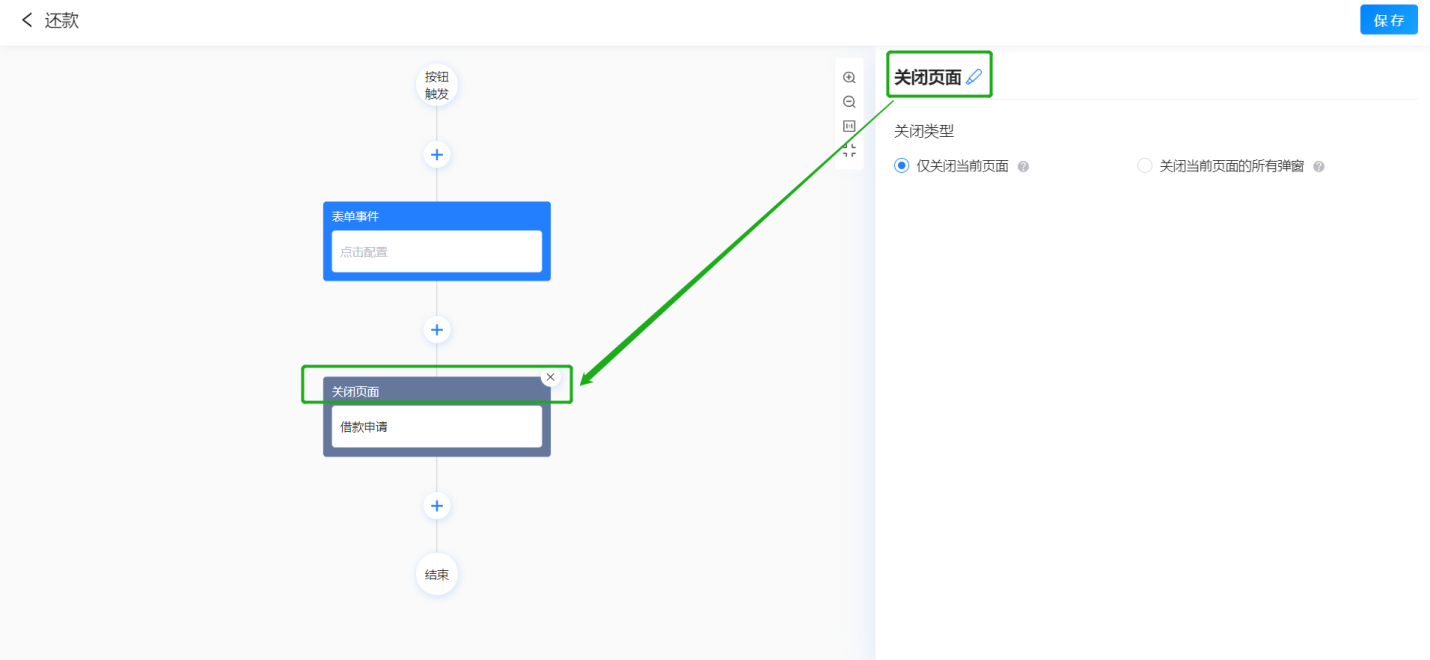 还款
保存
按钮
触发
表单事件
点击配置
关闭页面
借款申请
结束
关闭页面
关闭类型
仅关闭当前页面
关闭当前页面的所有弹窗